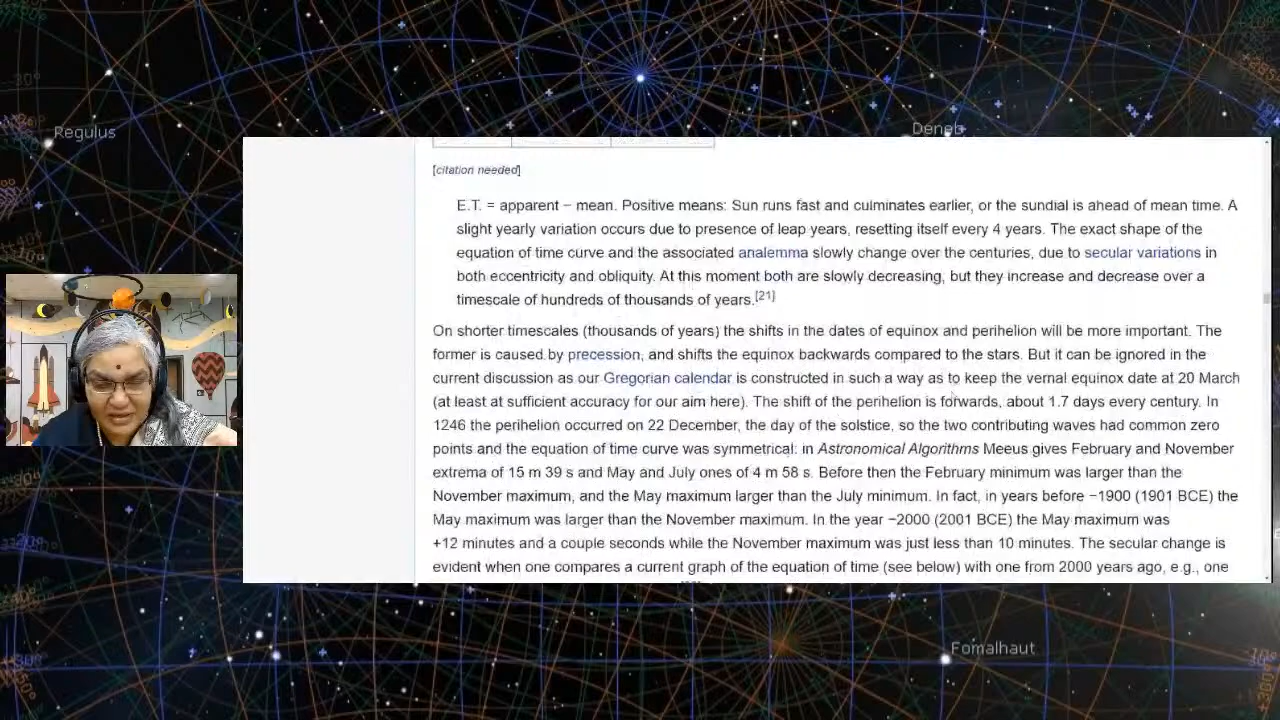 Regulus
Deneb
[citation needed]
E.T. = apparent − mean. Positive means: Sun runs fast and culminates earlier, or the sundial is ahead of mean time. A
slight yearly variation occurs due to presence of leap years, resetting itself every 4 years. The exact shape of the
equation of time curve and the associated analemma slowly change over the centuries, due to secular variations in
both eccentricity and obliquity. At this moment both are slowly decreasing, but they increase and decrease over a
timescale of hundreds of thousands of years.[21]
On shorter timescales (thousands of years) the shifts in the dates of equinox and perihelion will be more important. The
former is caused by precession, and shifts the equinox backwards compared to the stars. But it can be ignored in the
current discussion as our Gregorian calendar is constructed in such a way as to keep the vernal equinox date at 20 March
(at least at sufficient accuracy for our aim here). The shift of the perihelion is forwards, about 1.7 days every century. In
1246 the perihelion occurred on 22 December, the day of the solstice, so the two contributing waves had common zero
points and the equation of time curve was symmetrical: in Astronomical Algorithms Meeus gives February and November
extrema of 15 m 39 s and May and July ones of 4 m 58 s. Before then the February minimum was larger than the
November maximum, and the May maximum larger than the July minimum. In fact, in years before −1900 (1901 BCE) the
May maximum was larger than the November maximum. In the year −2000 (2001 BCE) the May maximum was
+12 minutes and a couple seconds while the November maximum was just less than 10 minutes. The secular change is
evident when one compares a current graph of the equation of time (see below) with one from 2000 years ago, e.g., one
Fomalhaut